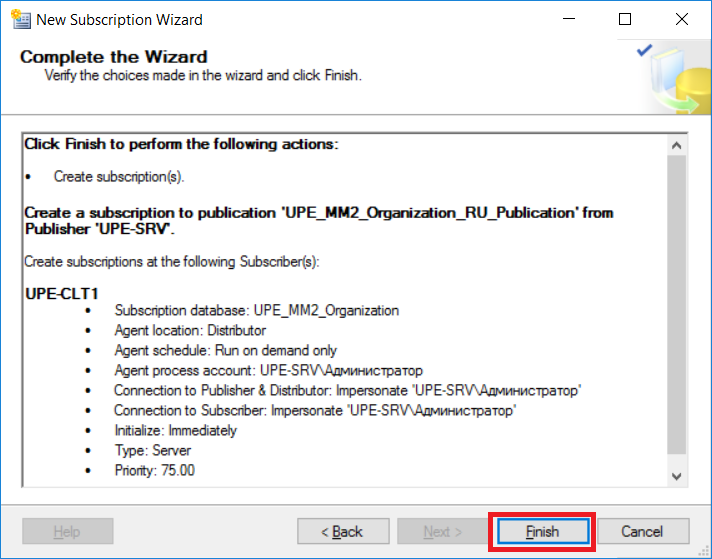 New Subscription Wizard
Complete the Wizard
Verify the choices made in the wizard and click Finish.
Click Finish to perform the following actions:
• Create subscription(s).
Create a subscription to publication 'UPE_MM2_Organization_RU_Publication' from
Publisher 'UPE-SRV'.
Create subscriptions at the following Subscriber(s):
UPE-CLT1
• Subscription database: UPE_MM2_Organization
• Agent location: Distributor
• Agent schedule: Run on demand only
• Agent process account: UPE-SRV\Администратор
• Connection to Publisher & Distributor: Impersonate 'UPE-SRV\Администратор'
• Connection to Subscriber: Impersonate 'UPE-SRV\Администратор'
• Initialize: Immediately
• Type: Server
• Priority: 75.00
Help
< Back
Next >
Finish
Cancel